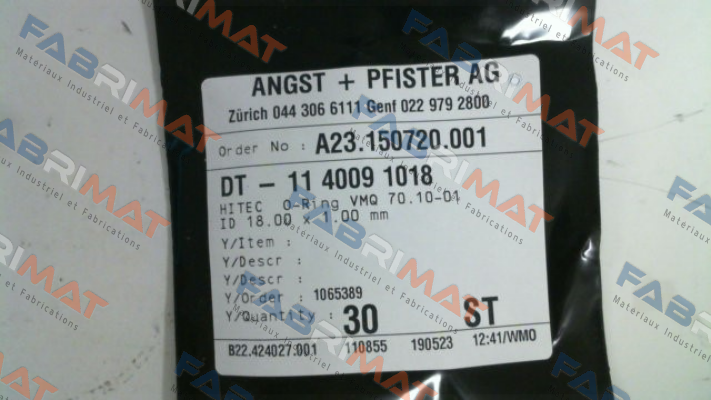 ANGST + PFISTER AG
Zürich 044 306 6111 Genf 022 979 2800
Order No : A23.150720.001
DT - 11 4009 1018
HITEC O-Ring VMQ 70.10-01
ID 18.00 x 1.00 mm
Y/Item :
Y/Descr :
Y/Descr :
Y/Order : 1065389
Y/Quantity : 30 ST
B22.424027.001 110855 190523 12:41/WMO
FABRIMAT
Materiaux Industriel et Fabrications